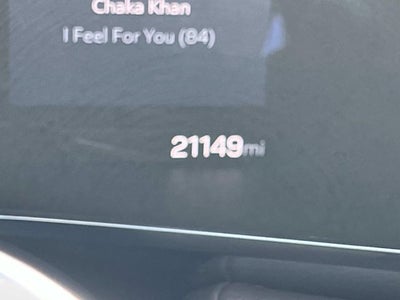 Chaka Khan
I Feel For You (84)
21149mi